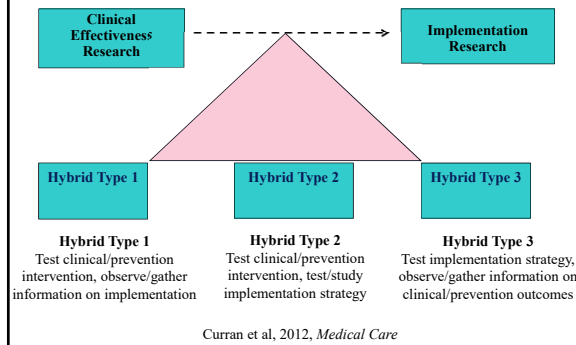 Clinical
Effectiveness
Research
Implementation
Research
Hybrid Type 1
Hybrid Type 2
Hybrid Type 3
Hybrid Type 1
Test clinical/prevention
intervention, observe/gather
information on implementation
Hybrid Type 2
Test clinical/prevention
intervention, test/study
implementation strategy
Hybrid Type 3
Test implementation strategy,
observe/gather information on
clinical/prevention outcomes
Curran et al, 2012, Medical Care